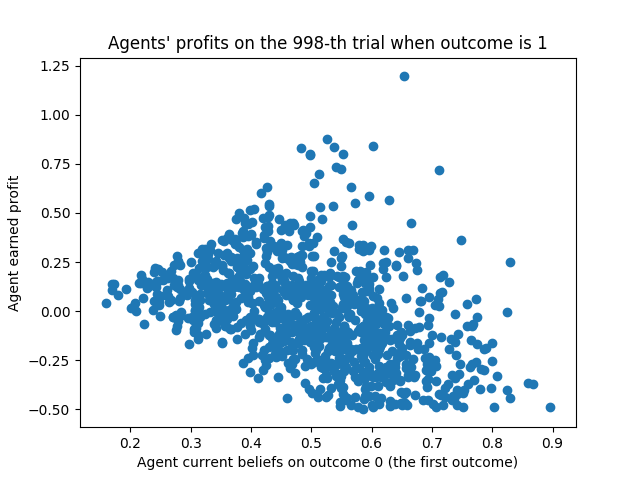 Agents' profits on the 998-th trial when outcome is 1
1.25
1.00
0.75
0.50
0.25
0.00
−0.25
−0.50
Agent earned profit
0.2 0.3 0.4 0.5 0.6 0.7 0.8 0.9
Agent current beliefs on outcome 0 (the first outcome)